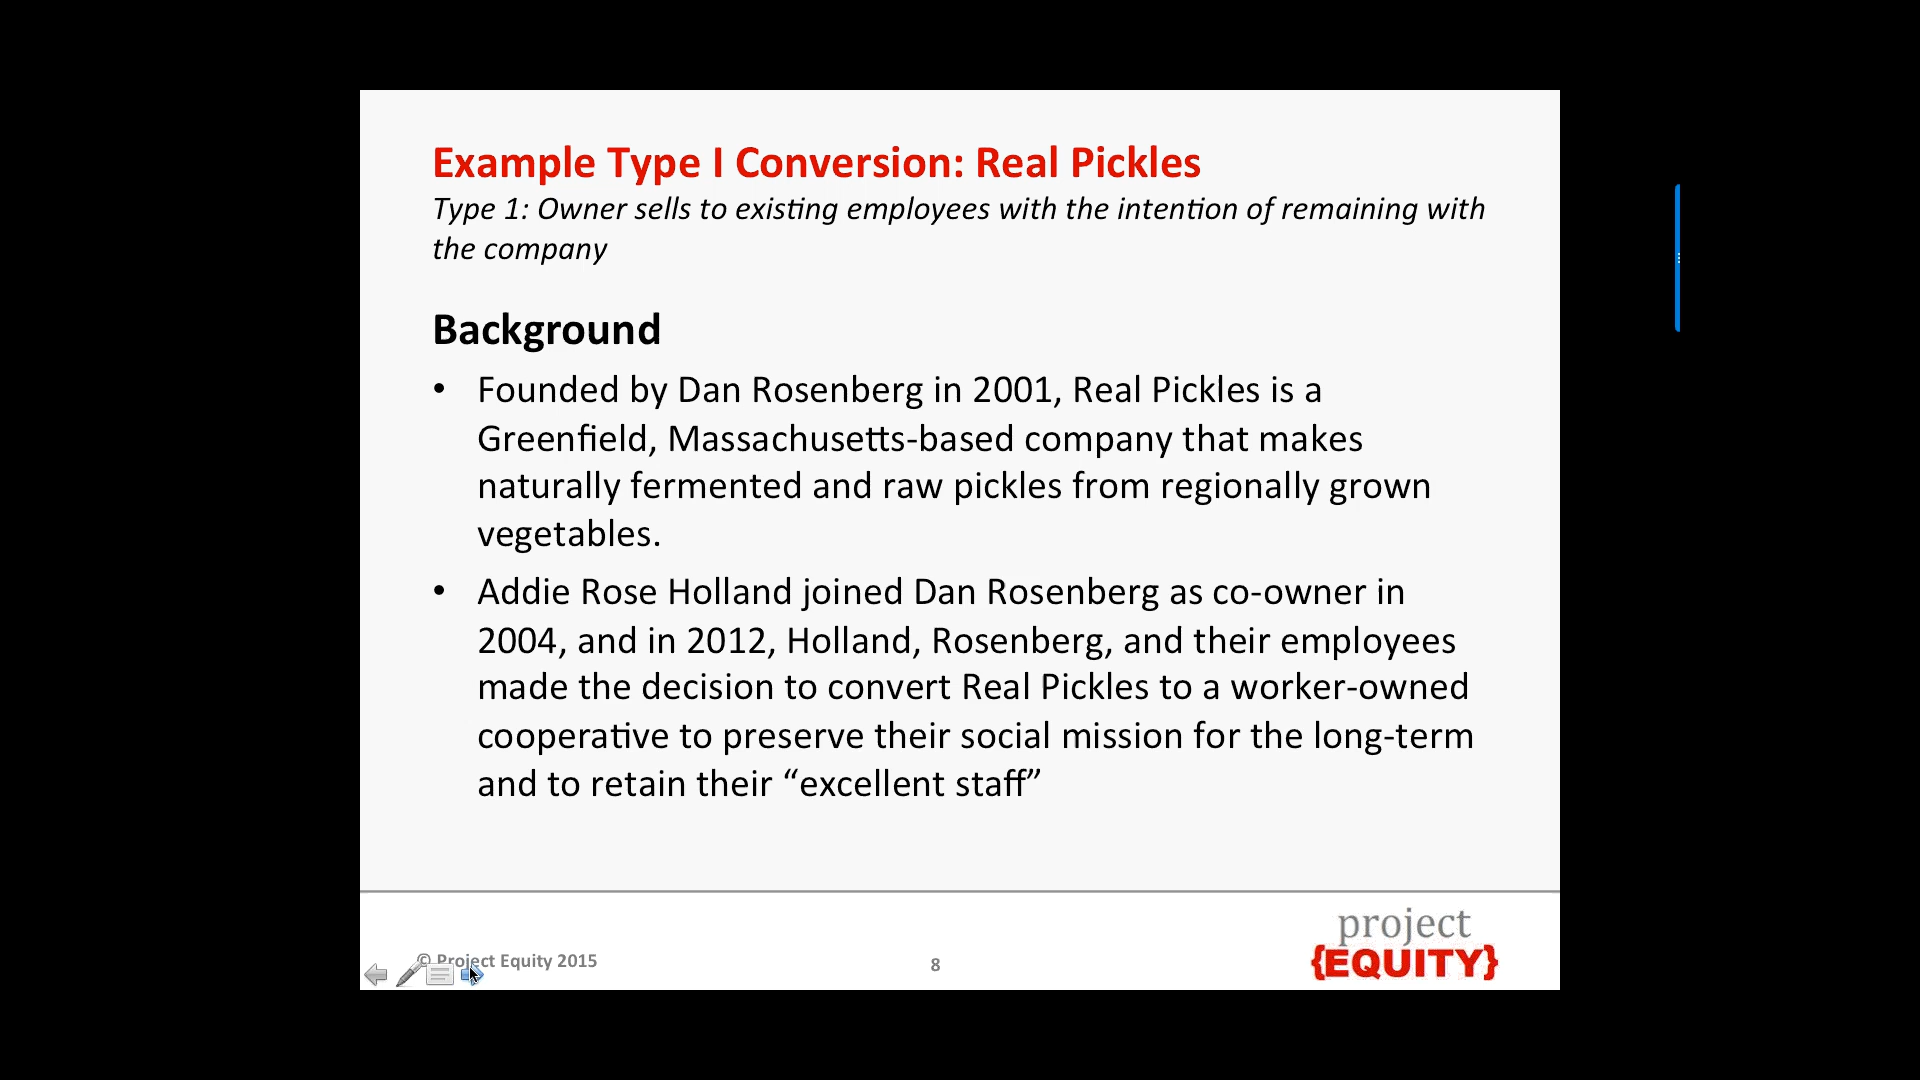 Example Type I Conversion: Real Pickles
Type 1: Owner sells to existing employees with the intention of remaining with
the company
Background
• Founded by Dan Rosenberg in 2001, Real Pickles is a
Greenfield, Massachusetts-based company that makes
naturally fermented and raw pickles from regionally grown
vegetables.
• Addie Rose Holland joined Dan Rosenberg as co-owner in
2004, and in 2012, Holland, Rosenberg, and their employees
made the decision to convert Real Pickles to a worker-owned
cooperative to preserve their social mission for the long-term
and to retain their “excellent staff”
© Project Equity 2015
8
project
{EQUITY}